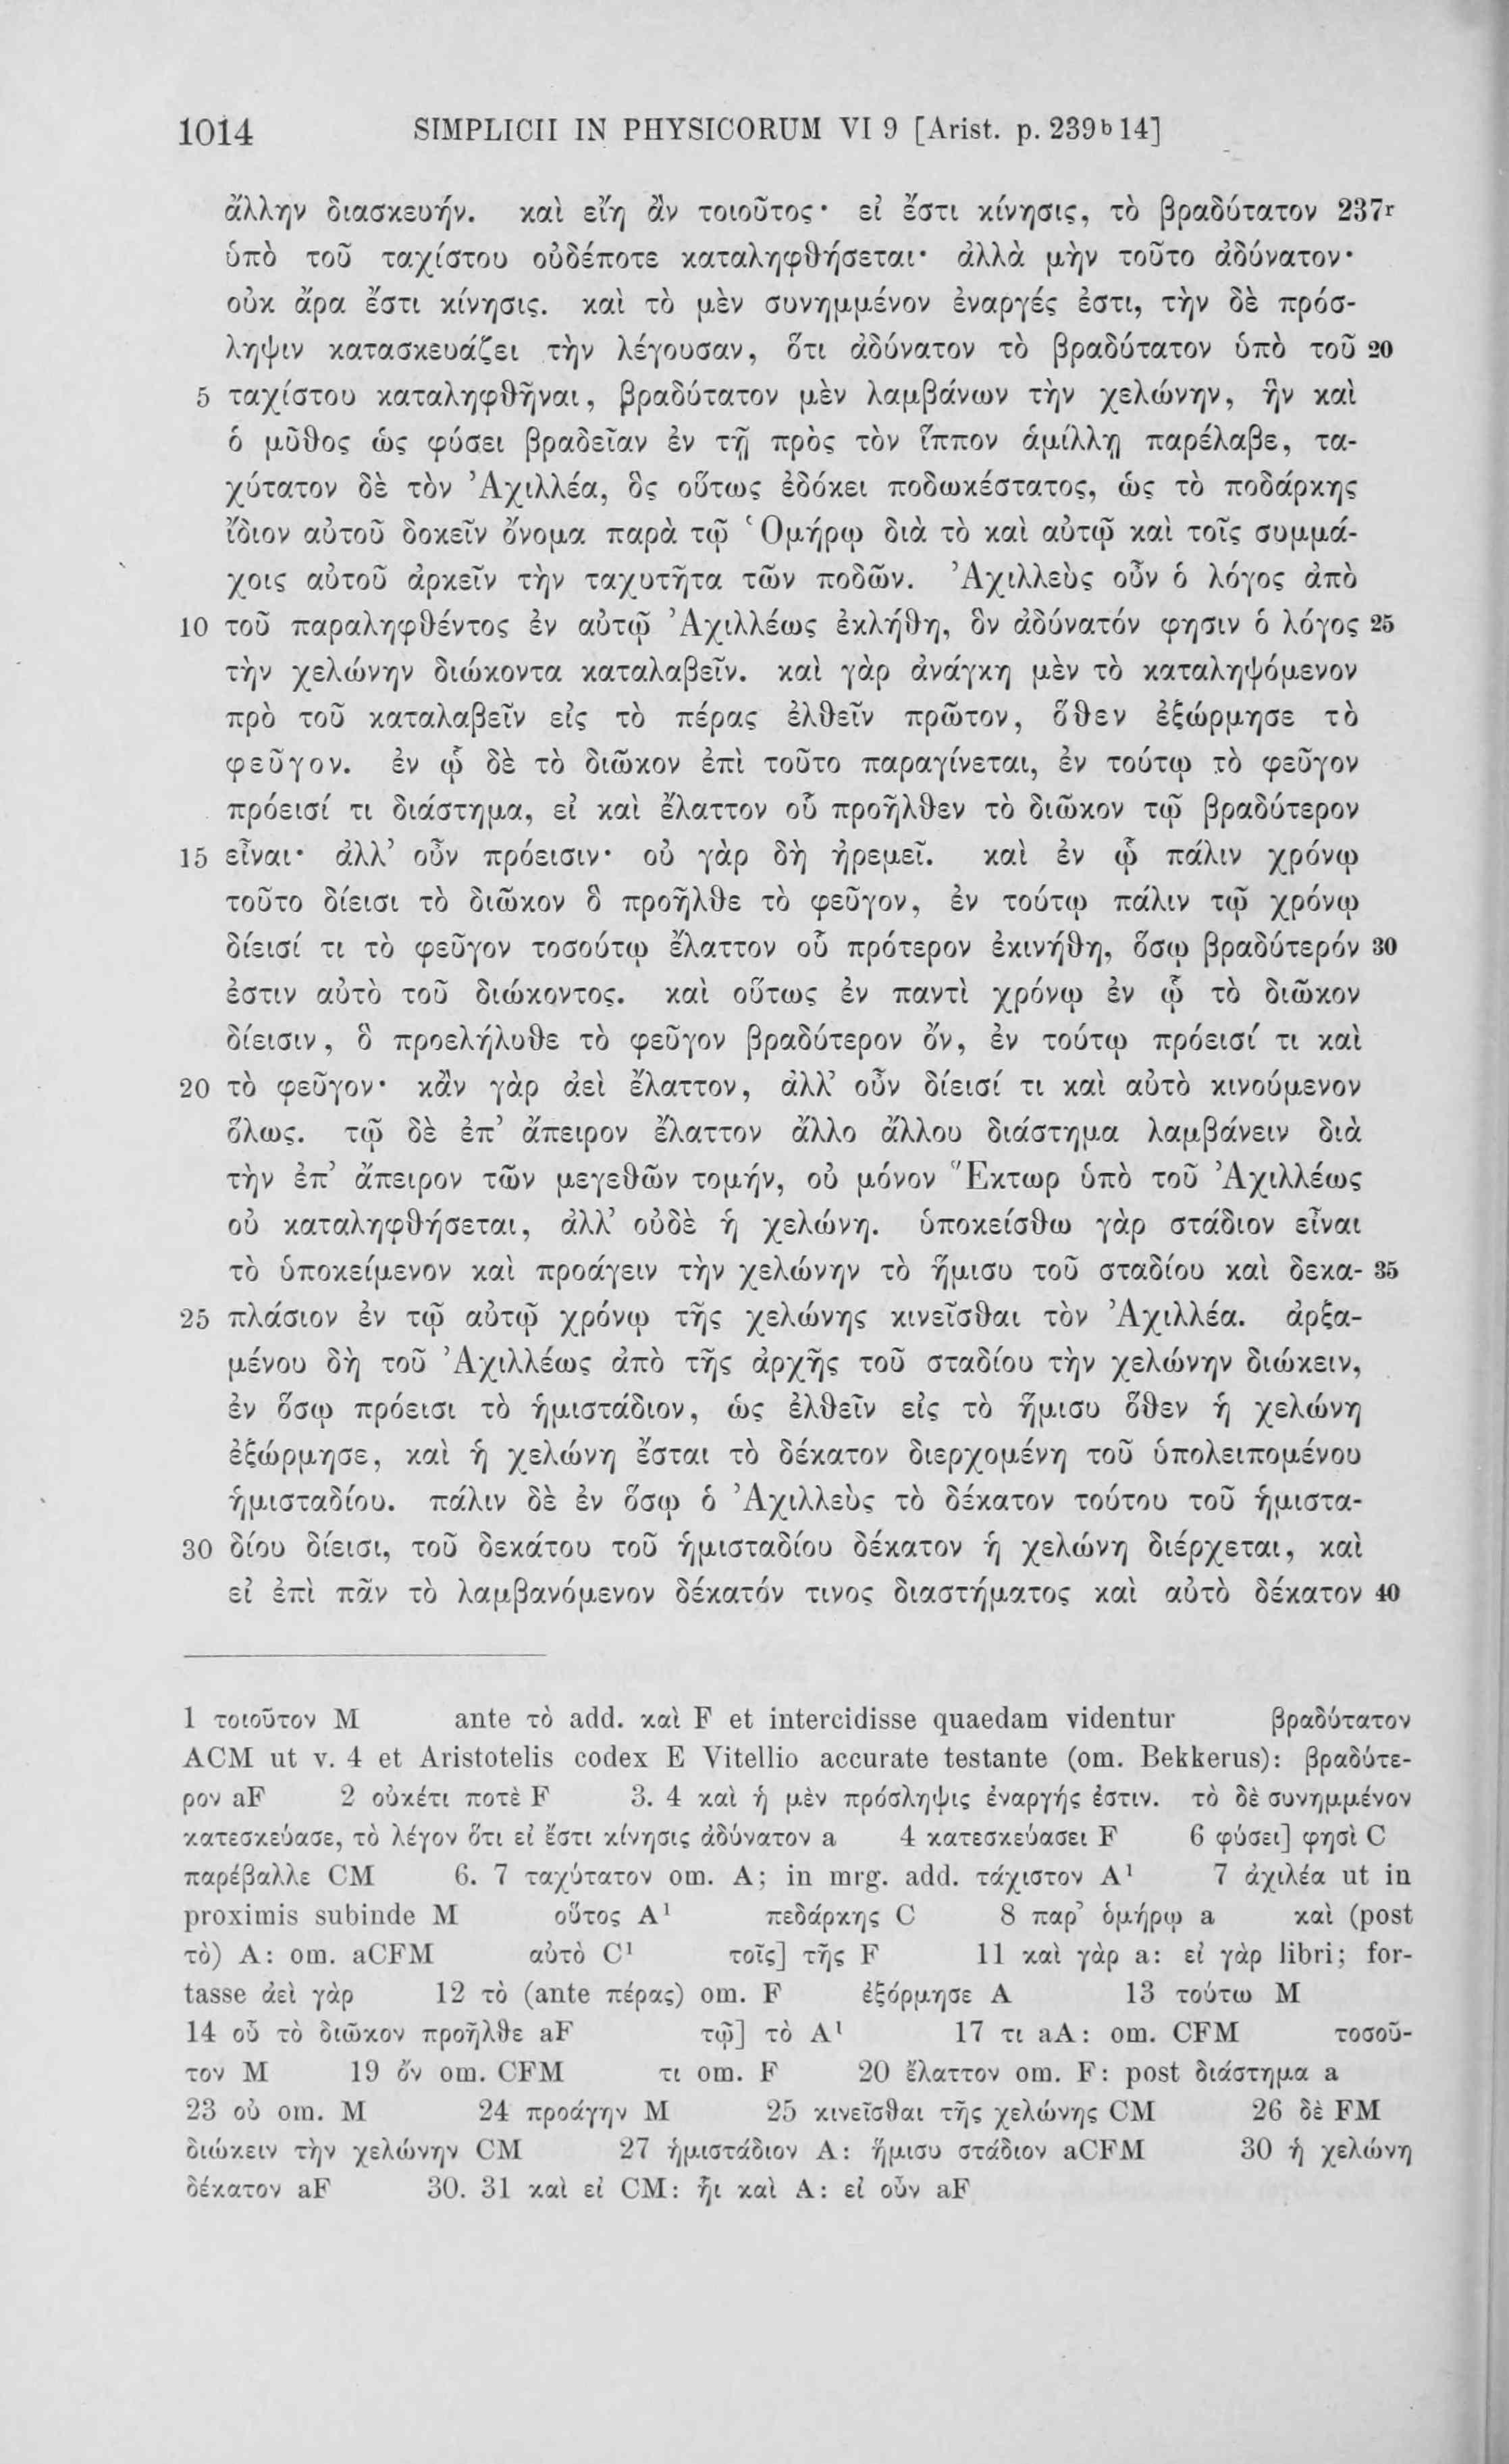 1014 SIMPLICII IN PHYSICORUM VI 9 [Arist. p. 239ᵇ14]
ἄλλην διασκευήν. καὶ εἴη ἂν τοιοῦτος· εἰ ἔστι κίνησις, τὸ βραδύτατον 237ʳ
ὑπὸ τοῦ ταχίστου οὐδέποτε καταληφθήσεται· ἀλλὰ μὴν τοῦτο ἀδύνατον·
οὐκ ἄρα ἔστι κίνησις. καὶ τὸ μὲν συνημμένον ἐναργές ἐστι, τὴν δὲ πρόσ-
ληψιν κατασκευάζει τὴν λέγουσαν, ὅτι ἀδύνατον τὸ βραδύτατον ὑπὸ τοῦ 20
5 ταχίστου καταληφθῆναι, βραδύτατον μὲν λαμβάνων τὴν χελώνην, ἣν καὶ
ὁ μῦθος ὡς φύσει βραδεῖαν ἐν τῇ πρὸς τὸν ἵππον ἁμίλλῃ παρέλαβε, τα-
χύτατον δὲ τὸν Ἀχιλλέα, ὃς οὕτως ἐδόκει ποδωκέστατος, ὡς τὸ ποδάρκης
ἴδιον αὐτοῦ δοκεῖν ὄνομα παρὰ τῷ Ὁμήρῳ διὰ τὸ καὶ αὐτῷ καὶ τοῖς συμμά-
χοις αὐτοῦ ἀρκεῖν τὴν ταχυτῆτα τῶν ποδῶν. Ἀχιλλεὺς οὖν ὁ λόγος ἀπὸ
10 τοῦ παραληφθέντος ἐν αὐτῷ Ἀχιλλέως ἐκλήθη, ὃν ἀδύνατόν φησιν ὁ λόγος 25
τὴν χελώνην διώκοντα καταλαβεῖν. καὶ γὰρ ἀνάγκη μὲν τὸ καταληψόμενον
πρὸ τοῦ καταλαβεῖν εἰς τὸ πέρας ἐλθεῖν πρῶτον, ὅθεν ἐξώρμησε τὸ
φεῦγον. ἐν ᾧ δὲ τὸ διῶκον ἐπὶ τοῦτο παραγίνεται, ἐν τούτῳ τὸ φεῦγον
πρόεισί τι διάστημα, εἰ καὶ ἔλαττον οὗ προῆλθεν τὸ διῶκον τῷ βραδύτερον
15 εἶναι· ἀλλ’ οὖν πρόεισιν· οὐ γὰρ δὴ ἠρεμεῖ. καὶ ἐν ᾧ πάλιν χρόνῳ
τοῦτο δίεισι τὸ διῶκον ὃ προῆλθε τὸ φεῦγον, ἐν τούτῳ πάλιν τῷ χρόνῳ
δίεισί τι τὸ φεῦγον τοσούτῳ ἔλαττον οὗ πρότερον ἐκινήθη, ὅσῳ βραδύτερόν 30
ἐστιν αὐτὸ τοῦ διώκοντος. καὶ οὕτως ἐν παντὶ χρόνῳ ἐν ᾧ τὸ διῶκον
δίεισιν, ὃ προελήλυθε τὸ φεῦγον βραδύτερον ὄν, ἐν τούτῳ πρόεισί τι καὶ
20 τὸ φεῦγον· κἂν γὰρ ἀεὶ ἔλαττον, ἀλλ’ οὖν δίεισί τι καὶ αὐτὸ κινούμενον
ὅλως. τῷ δὲ ἐπ’ ἄπειρον ἔλαττον ἄλλο ἄλλου διάστημα λαμβάνειν διὰ
τὴν ἐπ’ ἄπειρον τῶν μεγεθῶν τομήν, οὐ μόνον Ἕκτωρ ὑπὸ τοῦ Ἀχιλλέως
οὐ καταληφθήσεται, ἀλλ’ οὐδὲ ἡ χελώνη. ὑποκείσθω γὰρ στάδιον εἶναι
τὸ ὑποκείμενον καὶ προάγειν τὴν χελώνην τὸ ἥμισυ τοῦ σταδίου καὶ δεκα- 35
25 πλάσιον ἐν τῷ αὐτῷ χρόνῳ τῆς χελώνης κινεῖσθαι τὸν Ἀχιλλέα. ἀρξα-
μένου δὴ τοῦ Ἀχιλλέως ἀπὸ τῆς ἀρχῆς τοῦ σταδίου τὴν χελώνην διώκειν,
ἐν ὅσῳ πρόεισι τὸ ἡμιστάδιον, ὡς ἐλθεῖν εἰς τὸ ἥμισυ ὅθεν ἡ χελώνη
ἐξώρμησε, καὶ ἡ χελώνη ἔσται τὸ δέκατον διερχομένη τοῦ ὑπολειπομένου
ἡμισταδίου. πάλιν δὲ ἐν ὅσῳ ὁ Ἀχιλλεὺς τὸ δέκατον τούτου τοῦ ἡμιστα-
30 δίου δίεισι, τοῦ δεκάτου τοῦ ἡμισταδίου δέκατον ἡ χελώνη διέρχεται, καὶ
εἰ ἐπὶ πᾶν τὸ λαμβανόμενον δέκατόν τινος διαστήματος καὶ αὐτὸ δέκατον 40
1 τοιοῦτον M ante τὸ add. καὶ F et intercidisse quaedam videntur βραδύτατον
ACM ut v. 4 et Aristotelis codex E Vitellio accurate testante (om. Bekkerus): βραδύτε-
ρον aF 2 οὐκέτι ποτὲ F 3. 4 καὶ ἡ μὲν πρόσληψις ἐναργής ἐστιν. τὸ δὲ συνημμένον
κατεσκεύασε, τὸ λέγον ὅτι εἰ ἔστι κίνησις ἀδύνατον a 4 κατεσκεύασει F 6 φύσει] φησὶ C
παρέβαλλε CM 6. 7 ταχύτατον om. A; in mrg. add. τάχιστον A¹ 7 ἀχιλέα ut in
proximis subinde M οὕτος A¹ πεδάρκης C 8 παρ’ ὁμήρῳ a καὶ (post
τὸ) A: om. aCFM αὐτὸ C¹ τοῖς] τῆς F 11 καὶ γὰρ a: εἰ γὰρ libri; for-
tasse ἀεὶ γὰρ 12 τὸ (ante πέρας) om. F ἐξόρμησε A 13 τούτω M
14 οὗ τὸ διῶκον προῆλθε aF τῷ] τὸ A¹ 17 τι aA: om. CFM τοσοῦ-
τον M 19 ὄν om. CFM τι om. F 20 ἔλαττον om. F: post διάστημα a
23 οὐ om. M 24 προάγην M 25 κινεῖσθαι τῆς χελώνης CM 26 δὲ FM
διώκειν τὴν χελώνην CM 27 ἡμιστάδιον A: ἥμισυ στάδιον aCFM 30 ἡ χελώνη
δέκατον aF 30. 31 καὶ εἰ CM: ἧι καὶ A: εἰ οὖν aF